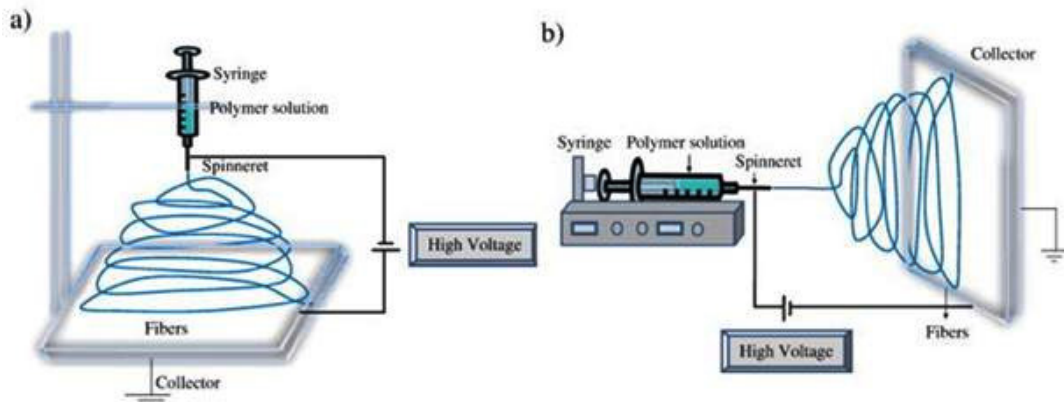 a)
Syringe
Polymer solution
Spinneret
High Voltage
Fibers
Collector
b)
Collector
Syringe
Polymer solution
Spinneret
Fibers
High Voltage